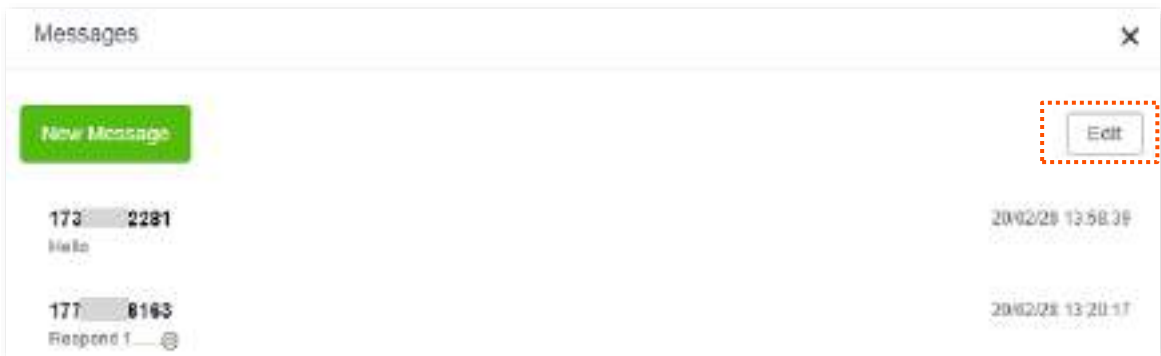 Messages
New Message
Edit
173 2281
20/02/28 13:58:39
Hello
177 8163
20/02/28 13:20:17
Respond 1